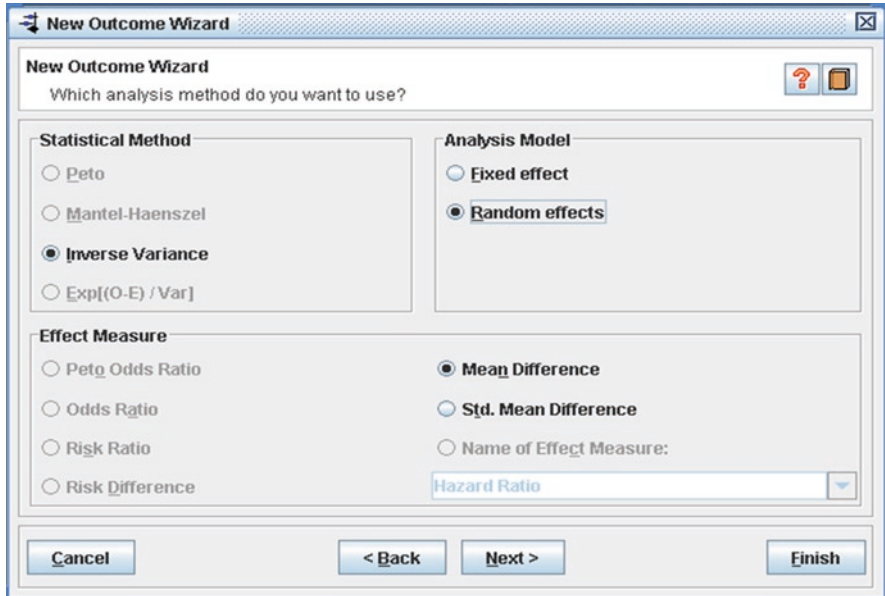 New Outcome Wizard
New Outcome Wizard
Which analysis method do you want to use?
Statistical Method
Peto
Mantel-Haenszel
Inverse Variance
Exp[(O-E) / Var]
Analysis Model
Fixed effect
Random effects
Effect Measure
Peto Odds Ratio
Odds Ratio
Risk Ratio
Risk Difference
Mean Difference
Std. Mean Difference
Name of Effect Measure:
Hazard Ratio
Cancel
< Back
Next >
Finish